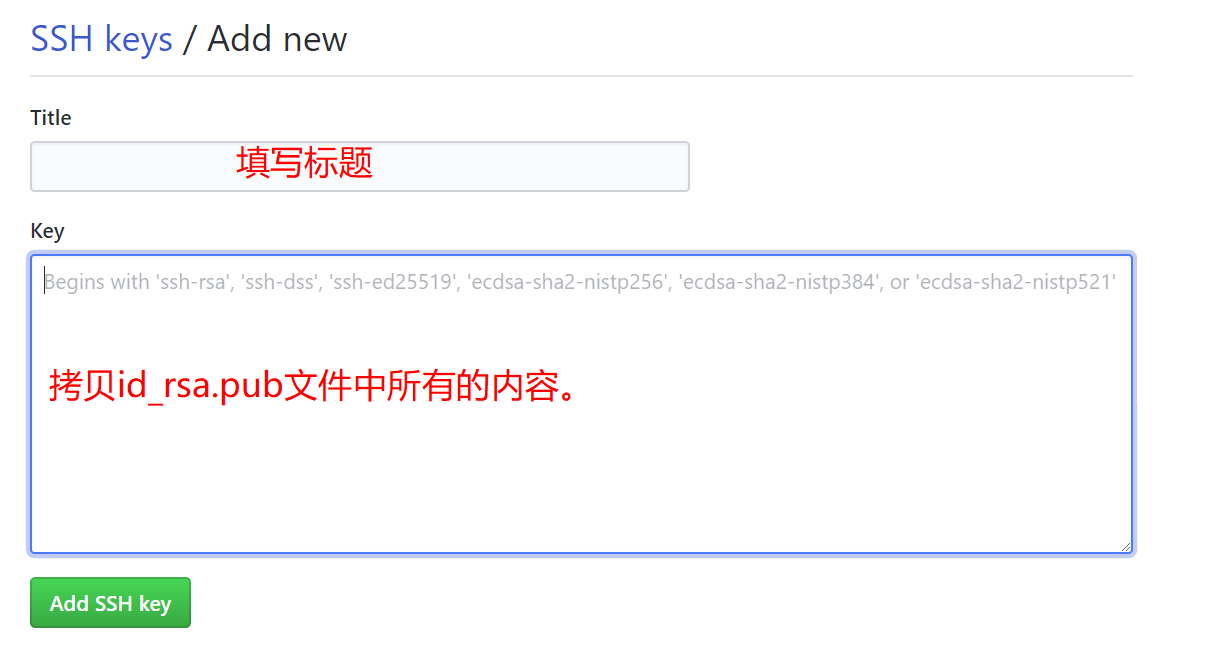 SSH keys / Add new
Title
填写标题
Key
Begins with 'ssh-rsa', 'ssh-dss', 'ssh-ed25519', 'ecdsa-sha2-nistp256', 'ecdsa-sha2-nistp384', or 'ecdsa-sha2-nistp521'
拷贝id_rsa.pub文件中所有的内容。
Add SSH key